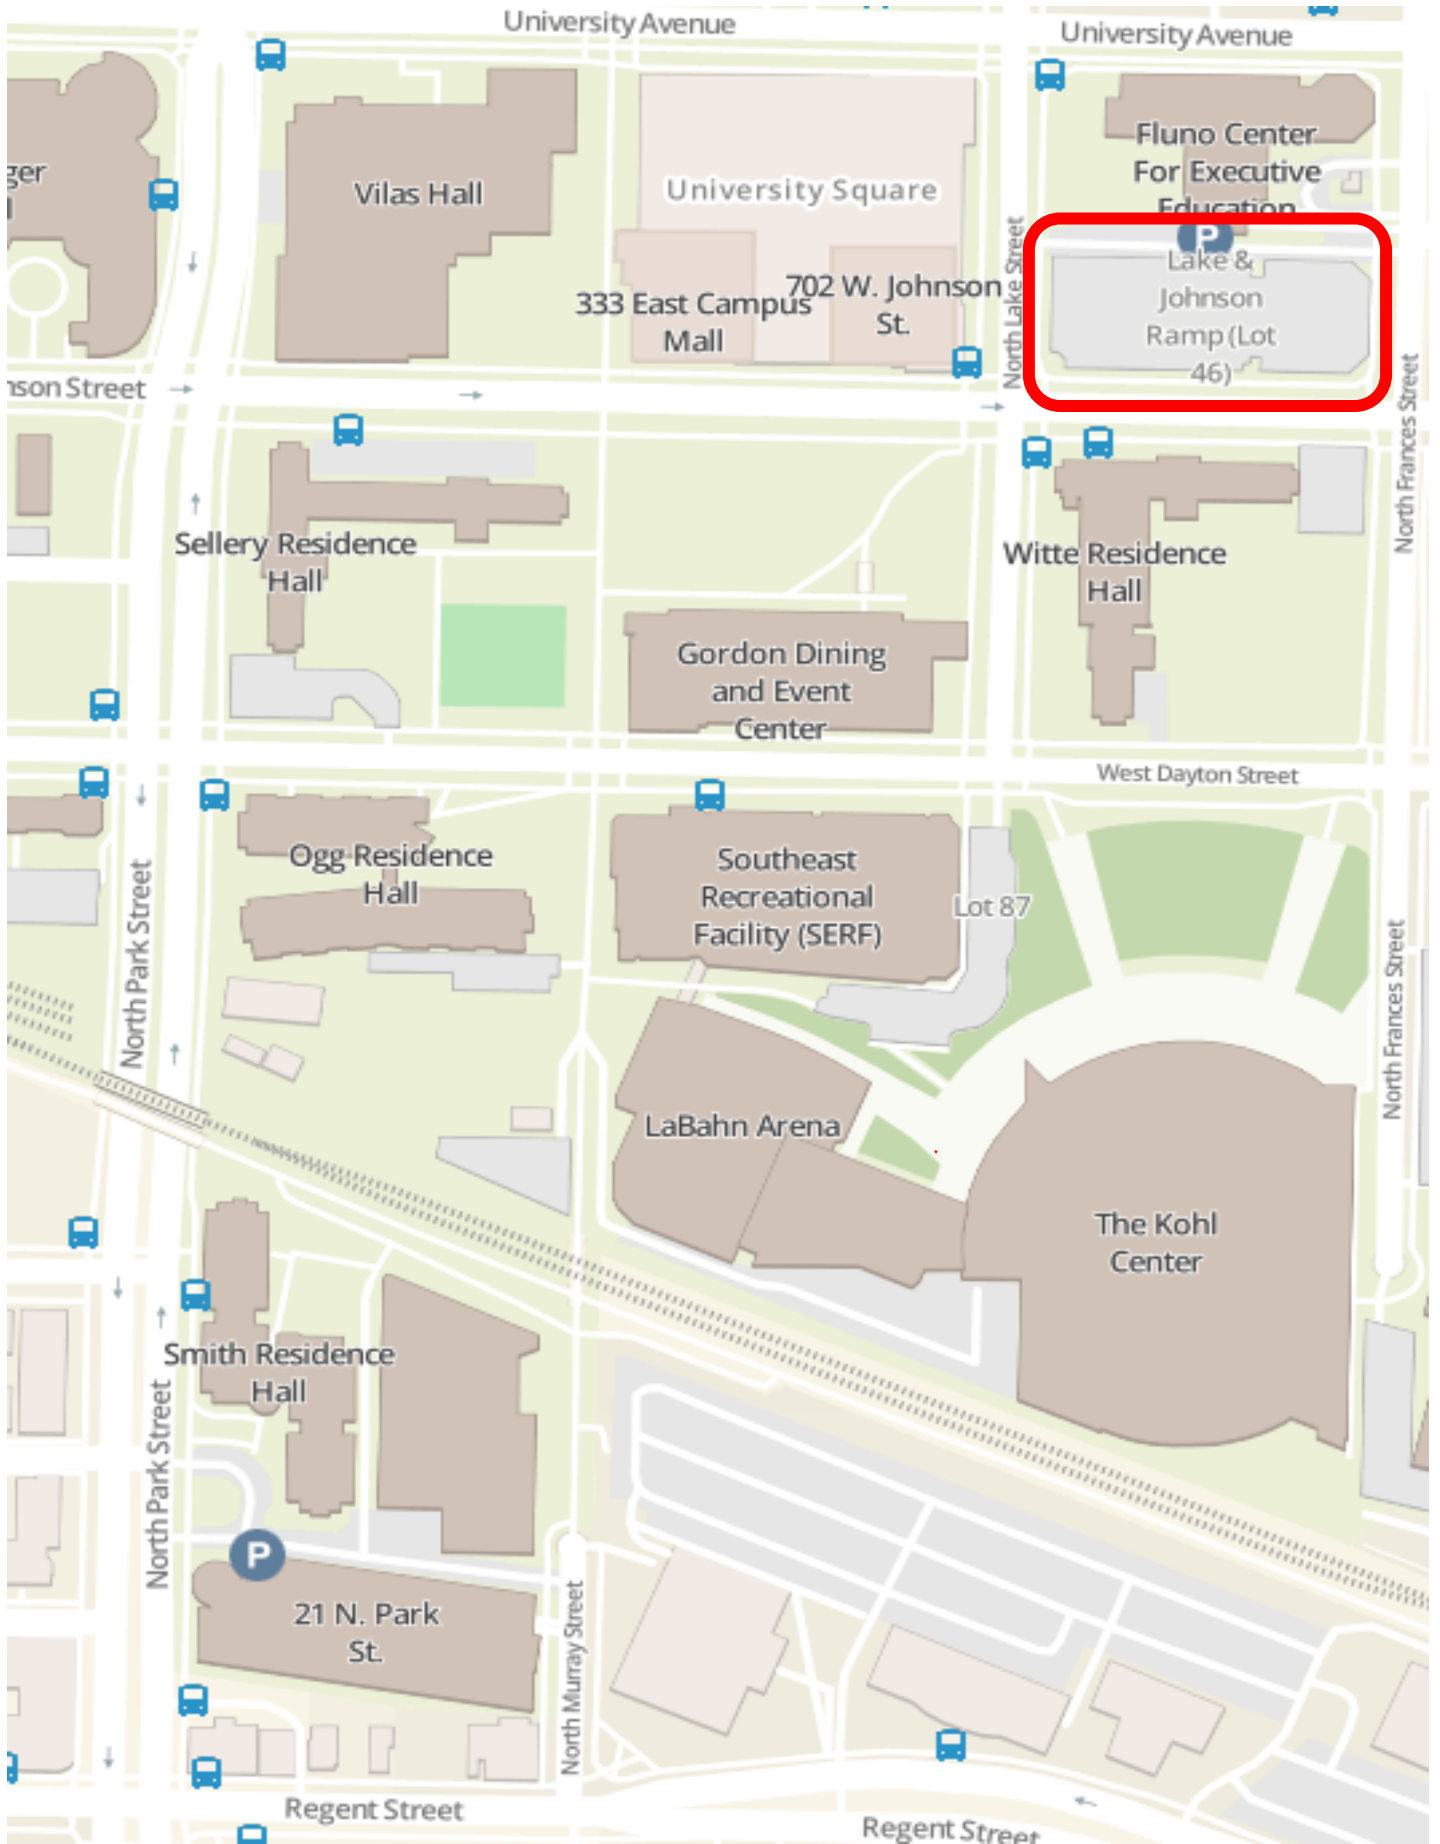 University Avenue
University Avenue
Fluno Center
For Executive
Education
ger
Vilas Hall
University Square
P
Lake &
Johnson
Ramp (Lot
46)
North Lake Street
702 W. Johnson
St.
333 East Campus
Mall
nson Street
North Frances Street
Sellery Residence
Hall
Witte Residence
Hall
Gordon Dining
and Event
Center
West Dayton Street
Ogg Residence
Hall
Southeast
Recreational
Facility (SERF)
Lot 87
North Park Street
North Frances Street
LaBahn Arena
The Kohl
Center
Smith Residence
Hall
North Park Street
P
21 N. Park
St.
North Murray Street
Regent Street
Regent Street